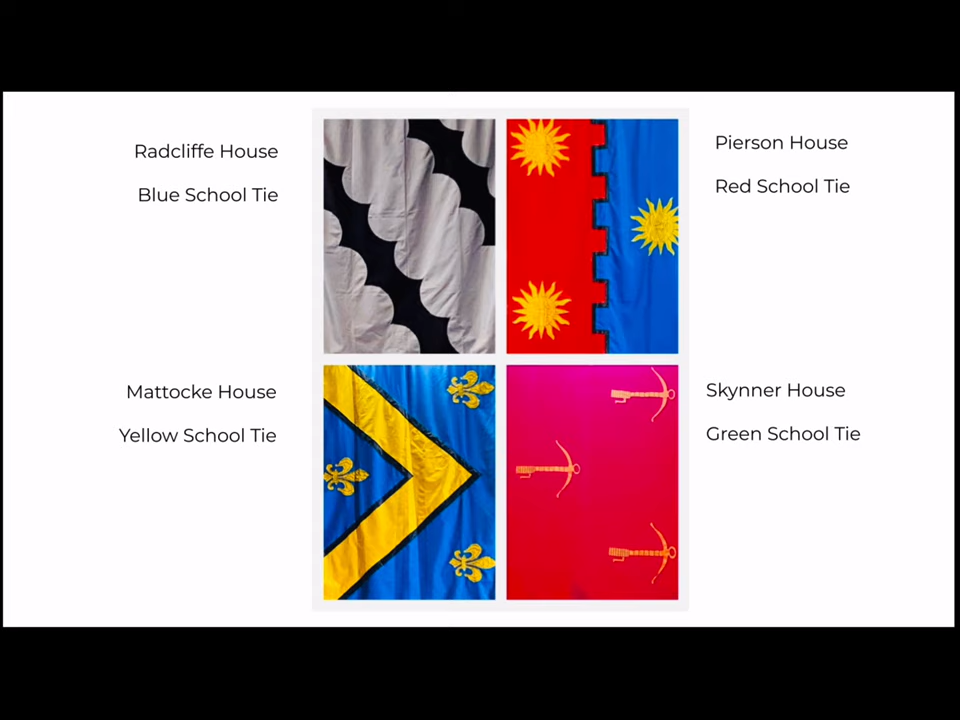 Radcliffe House
Blue School Tie
Pierson House
Red School Tie
Mattocke House
Yellow School Tie
Skynner House
Green School Tie